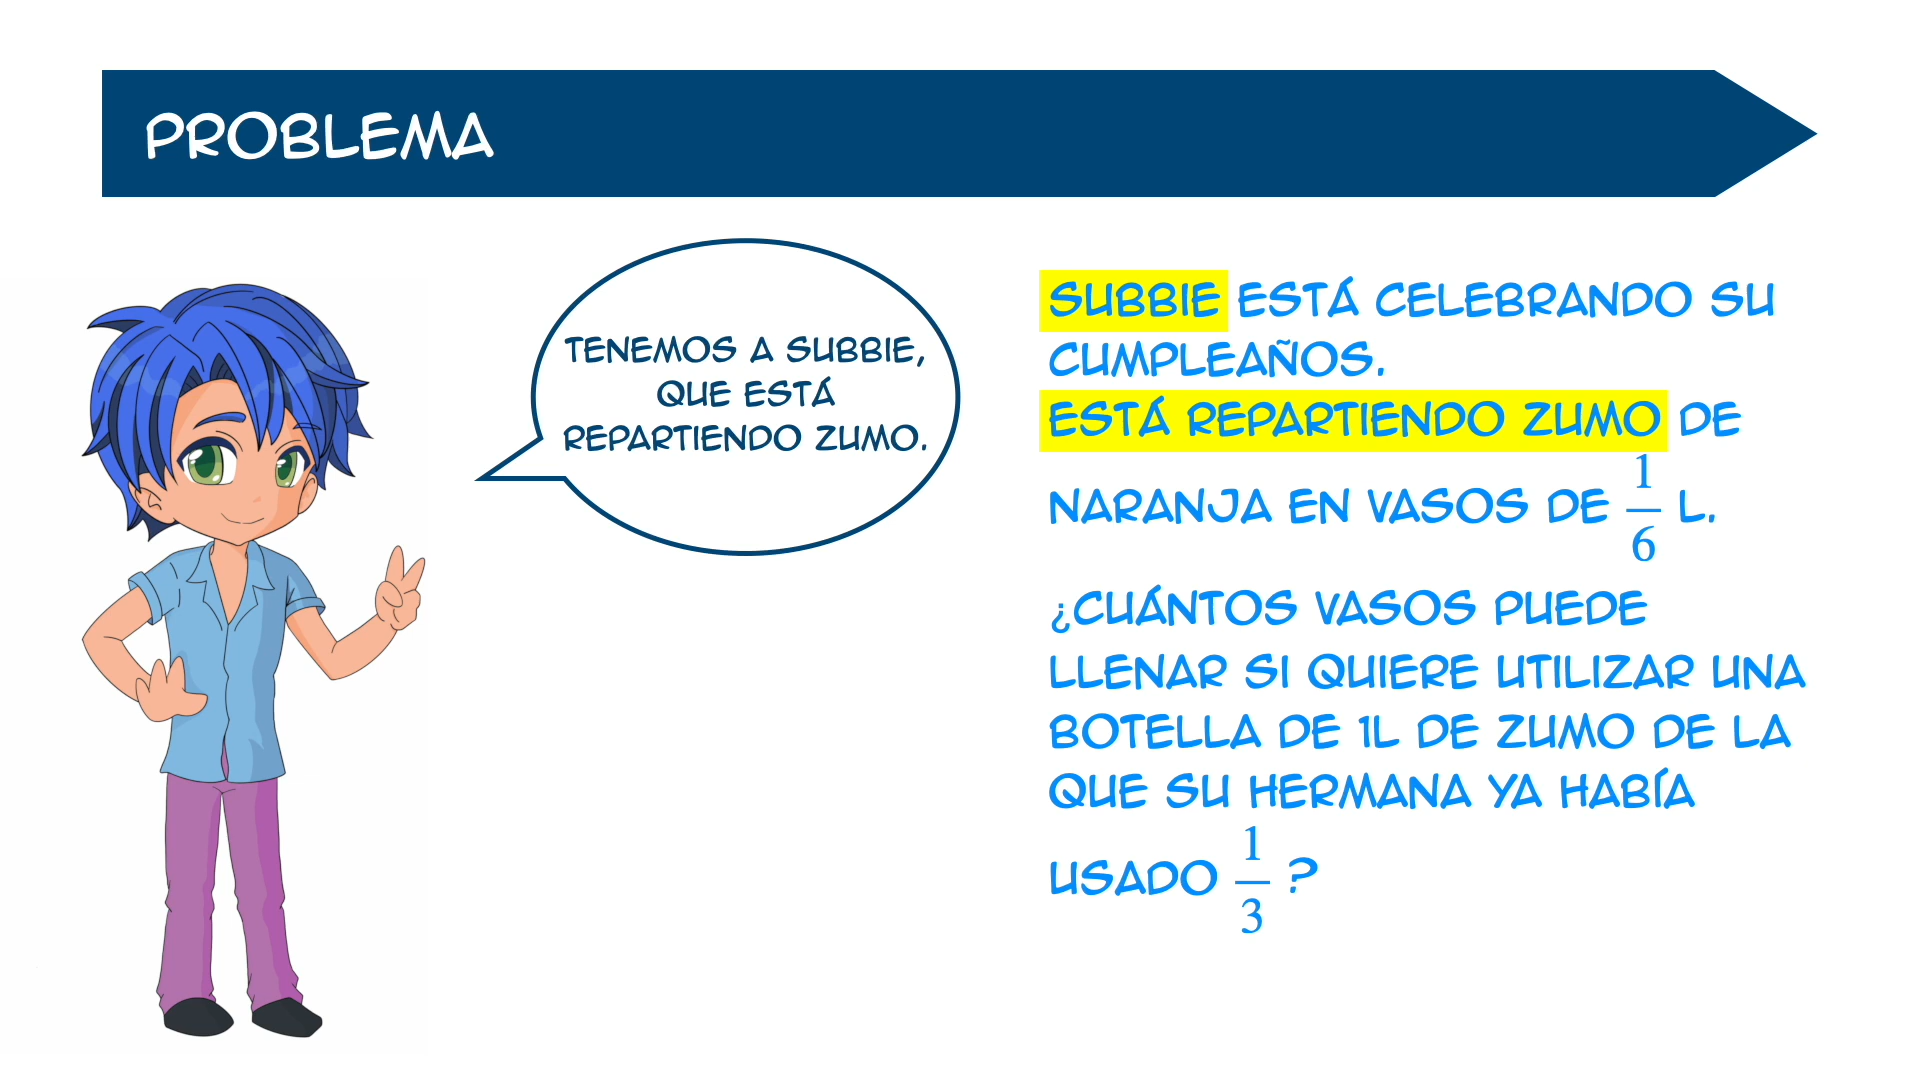 PROBLEMA
TENEMOS A SUBBIE,
QUE ESTÁ
REPARTIENDO ZUMO.
SUBBIE ESTÁ CELEBRANDO SU
CUMPLEAÑOS.
ESTÁ REPARTIENDO ZUMO DE
NARANJA EN VASOS DE 1/6 L.
¿CUÁNTOS VASOS PUEDE
LLENAR SI QUIERE UTILIZAR UNA
BOTELLA DE 1L DE ZUMO DE LA
QUE SU HERMANA YA HABÍA
USADO 1/3 ?